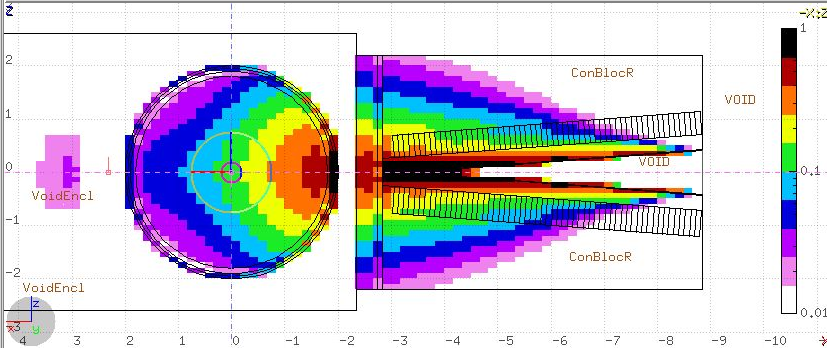 z
-X:Z
1
2
ConBlocR
VOID
1
VOID
0
0.1
VoidEncl
-1
ConBlocR
-2
VoidEncl
z
x
y
-3
0.01
4 3 2 1 0 -1 -2 -3 -4 -5 -6 -7 -8 -9 -10